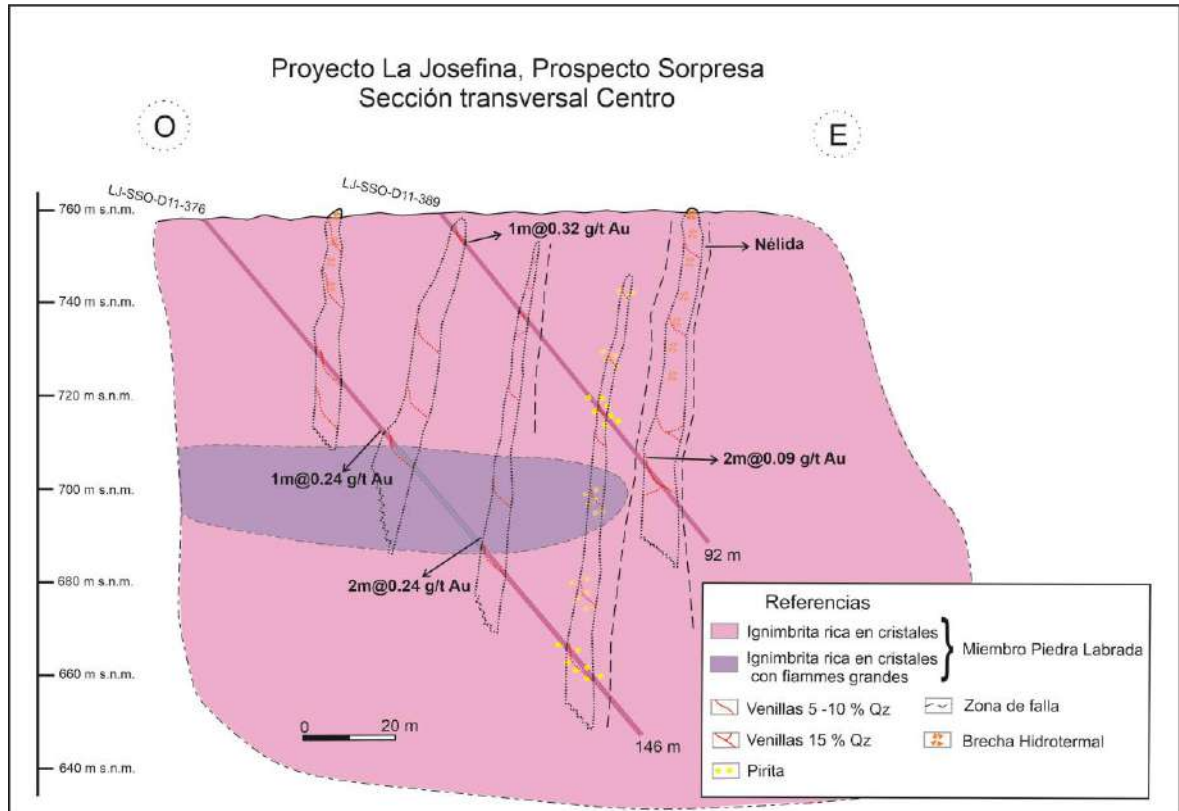 Proyecto La Josefina, Prospecto Sorpresa
Sección transversal Centro
O
E
LJ-SSO-D11-376
LJ-SSO-D11-389
760 m s.n.m.
740 m s.n.m.
720 m s.n.m.
700 m s.n.m.
680 m s.n.m.
660 m s.n.m.
640 m s.n.m.
1m@0.32 g/t Au
Nélida
1m@0.24 g/t Au
2m@0.09 g/t Au
2m@0.24 g/t Au
92 m
146 m
0 20 m
Referencias
Ignimbrita rica en cristales
Ignimbrita rica en cristales
con fiammes grandes
Miembro Piedra Labrada
Venillas 5 -10 % Qz
Zona de falla
Venillas 15 % Qz
Brecha Hidrotermal
Pirita